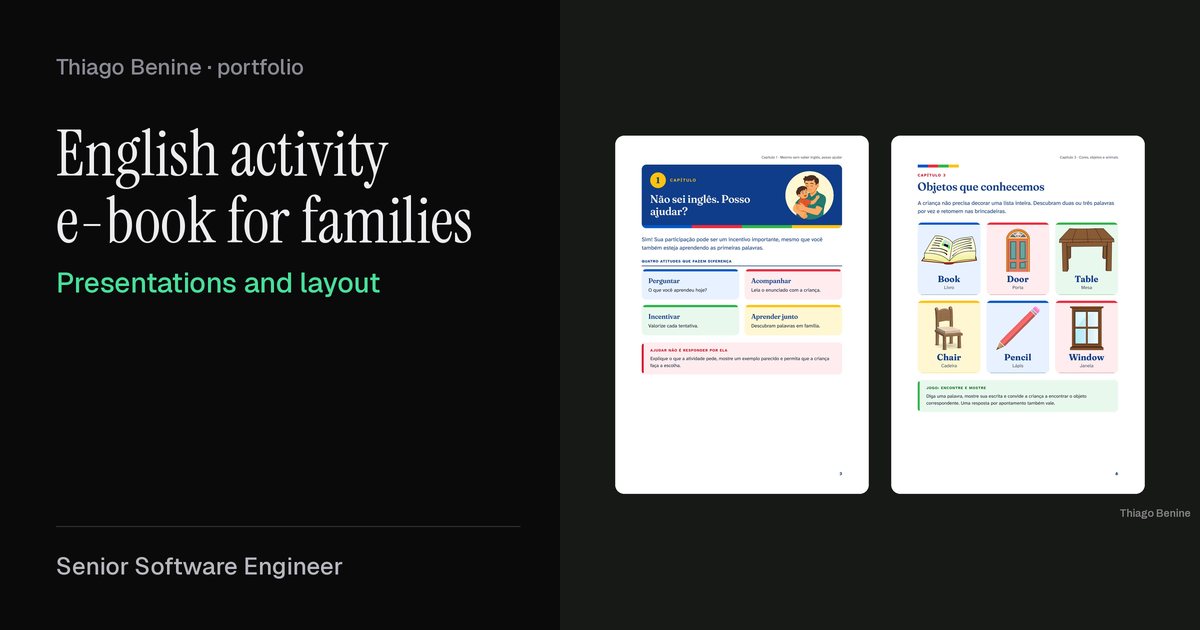 Thiago Benine · portfolio
English activity
e-book for families
Presentations and layout
Senior Software Engineer
Capítulo 1 · Mesmo sem saber inglês, posso ajudar
1
CAPÍTULO
Não sei inglês. Posso
ajudar?
Sim! Sua participação pode ser um incentivo importante, mesmo que você
também esteja aprendendo as primeiras palavras.
QUATRO ATITUDES QUE FAZEM DIFERENÇA
Perguntar
O que você aprendeu hoje?
Acompanhar
Leia o enunciado com a criança.
Incentivar
Valorize cada tentativa.
Aprender junto
Descubram palavras em família.
AJUDAR NÃO É RESPONDER POR ELA
Explique o que a atividade pede, mostre um exemplo parecido e permita que a criança
faça a escolha.
3
Capítulo 3 · Cores, objetos e animais
CAPÍTULO 3
Objetos que conhecemos
A criança não precisa decorar uma lista inteira. Descubram duas ou três palavras
por vez e retomem nas brincadeiras.
Book
Livro
Door
Porta
Table
Mesa
Chair
Cadeira
Pencil
Lápis
Window
Janela
JOGO: ENCONTRE E MOSTRE
Diga uma palavra, mostre sua escrita e convide a criança a encontrar o objeto
correspondente. Uma resposta por apontamento também vale.
Thiago Benine